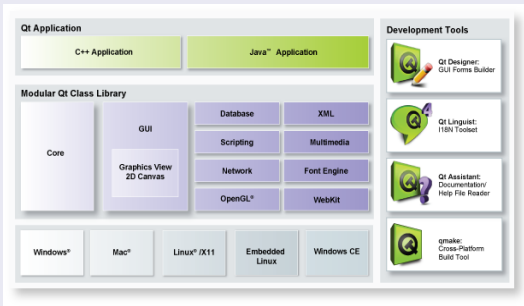 Qt Application
C++ Application
Java™ Application
Modular Qt Class Library
Core
GUI
Graphics View
2D Canvas
Database
XML
Scripting
Multimedia
Network
Font Engine
OpenGL®
WebKit
Windows®
Mac®
Linux® /X11
Embedded
Linux
Windows CE
Development Tools
Qt Designer:
GUI Forms Builder
4
Qt Linguist:
I18N Toolset
Qt Assistant:
Documentation/
Help File Reader
qmake:
Cross-Platform
Build Tool